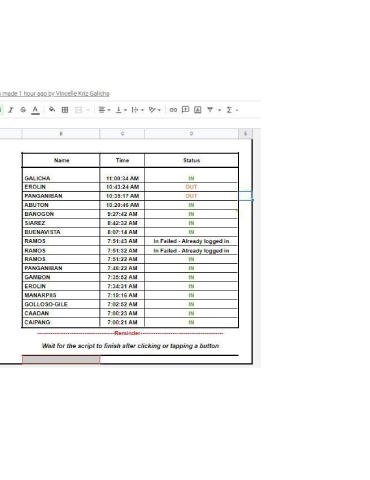 made 1 hour ago by Vincelle Kriz Galicha
B C D E
Name Time Status
GALICHA 11:00:34 AM IN
EROLIN 10:43:24 AM OUT
PANGANIBAN 10:35:17 AM OUT
ABUTON 10:20:46 AM IN
BANOGON 9:27:42 AM IN
SIAREZ 8:42:32 AM IN
BUENAVISTA 8:07:14 AM IN
RAMOS 7:51:43 AM In Failed - Already logged in
RAMOS 7:51:32 AM In Failed - Already logged in
RAMOS 7:51:22 AM IN
PANGANIBAN 7:46:22 AM IN
GAMBON 7:35:52 AM IN
EROLIN 7:34:31 AM IN
MANARPIIS 7:19:16 AM IN
GOLLOSO-GILE 7:02:52 AM IN
CAADAN 7:00:23 AM IN
CAIPANG 7:00:21 AM IN
Reminder
Wait for the script to finish after clicking or tapping a button